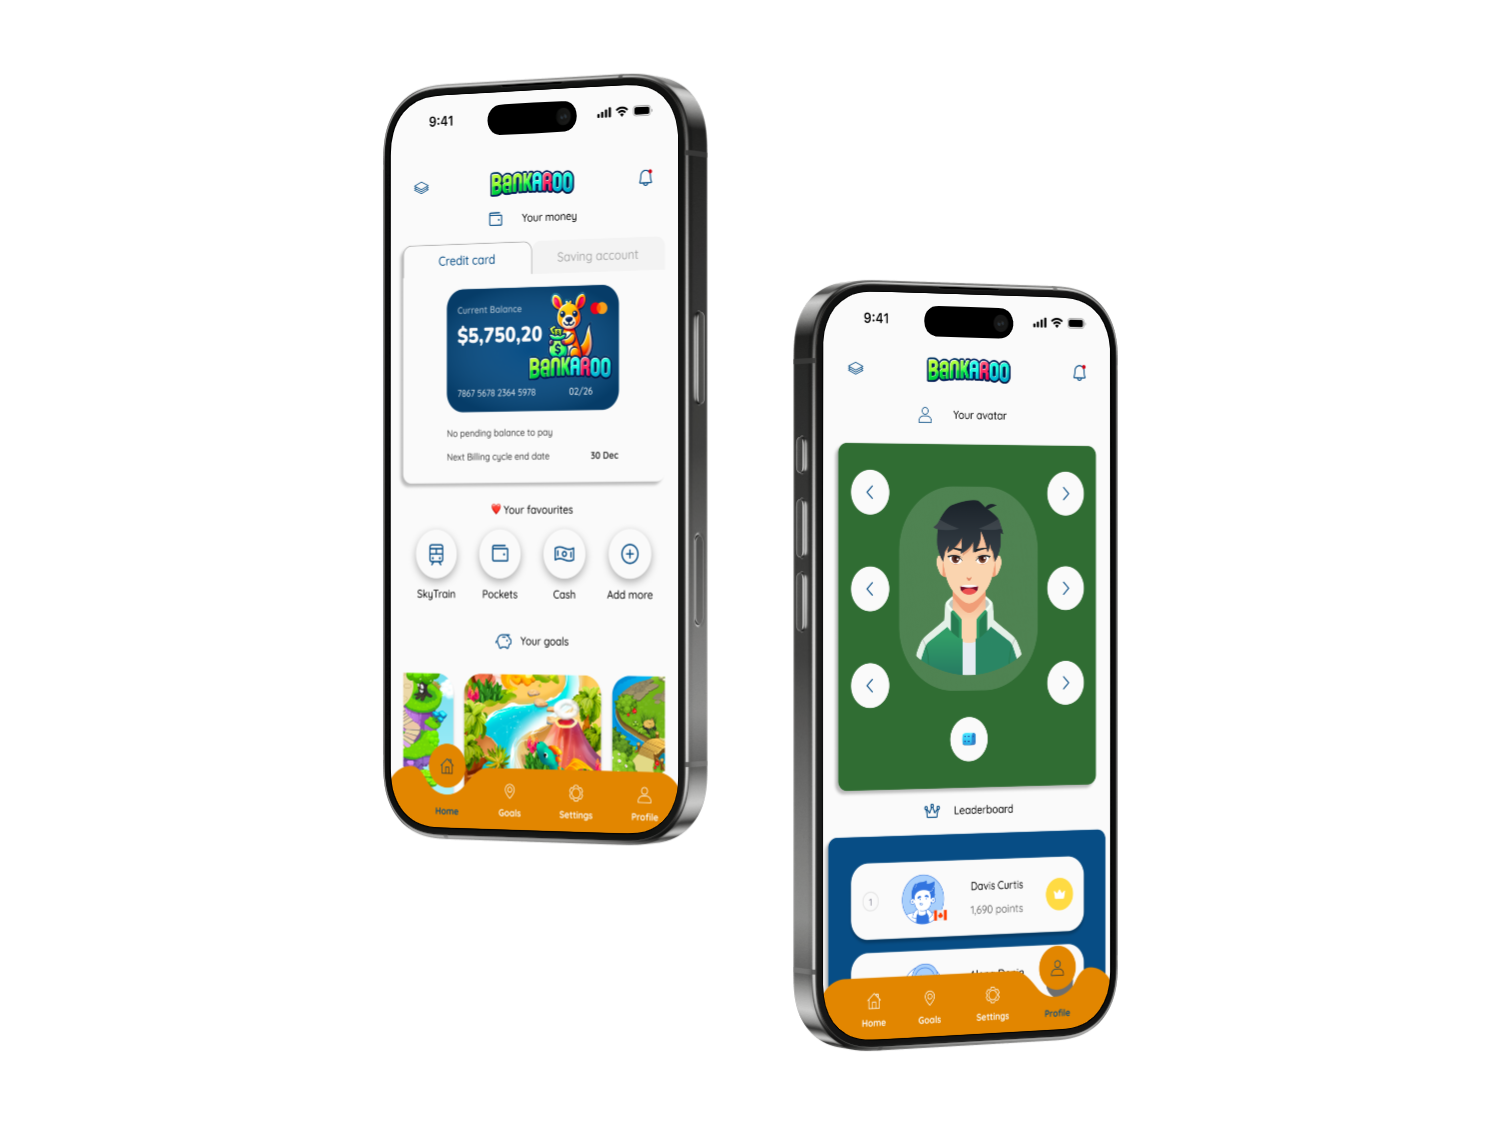 9:41
BANKAROO
Your money
Credit card
Saving account
Current Balance
$5,750,20
$
BANKAROO
7867 5678 2364 5978 02/26
No pending balance to pay
Next Billing cycle end date 30 Dec
Your favourites
SkyTrain Pockets Cash Add more
Your goals
Home Goals Settings Profile
9:41
BANKAROO
Your avatar
Leaderboard
1
Davis Curtis
1,690 points
Home Goals Settings Profile